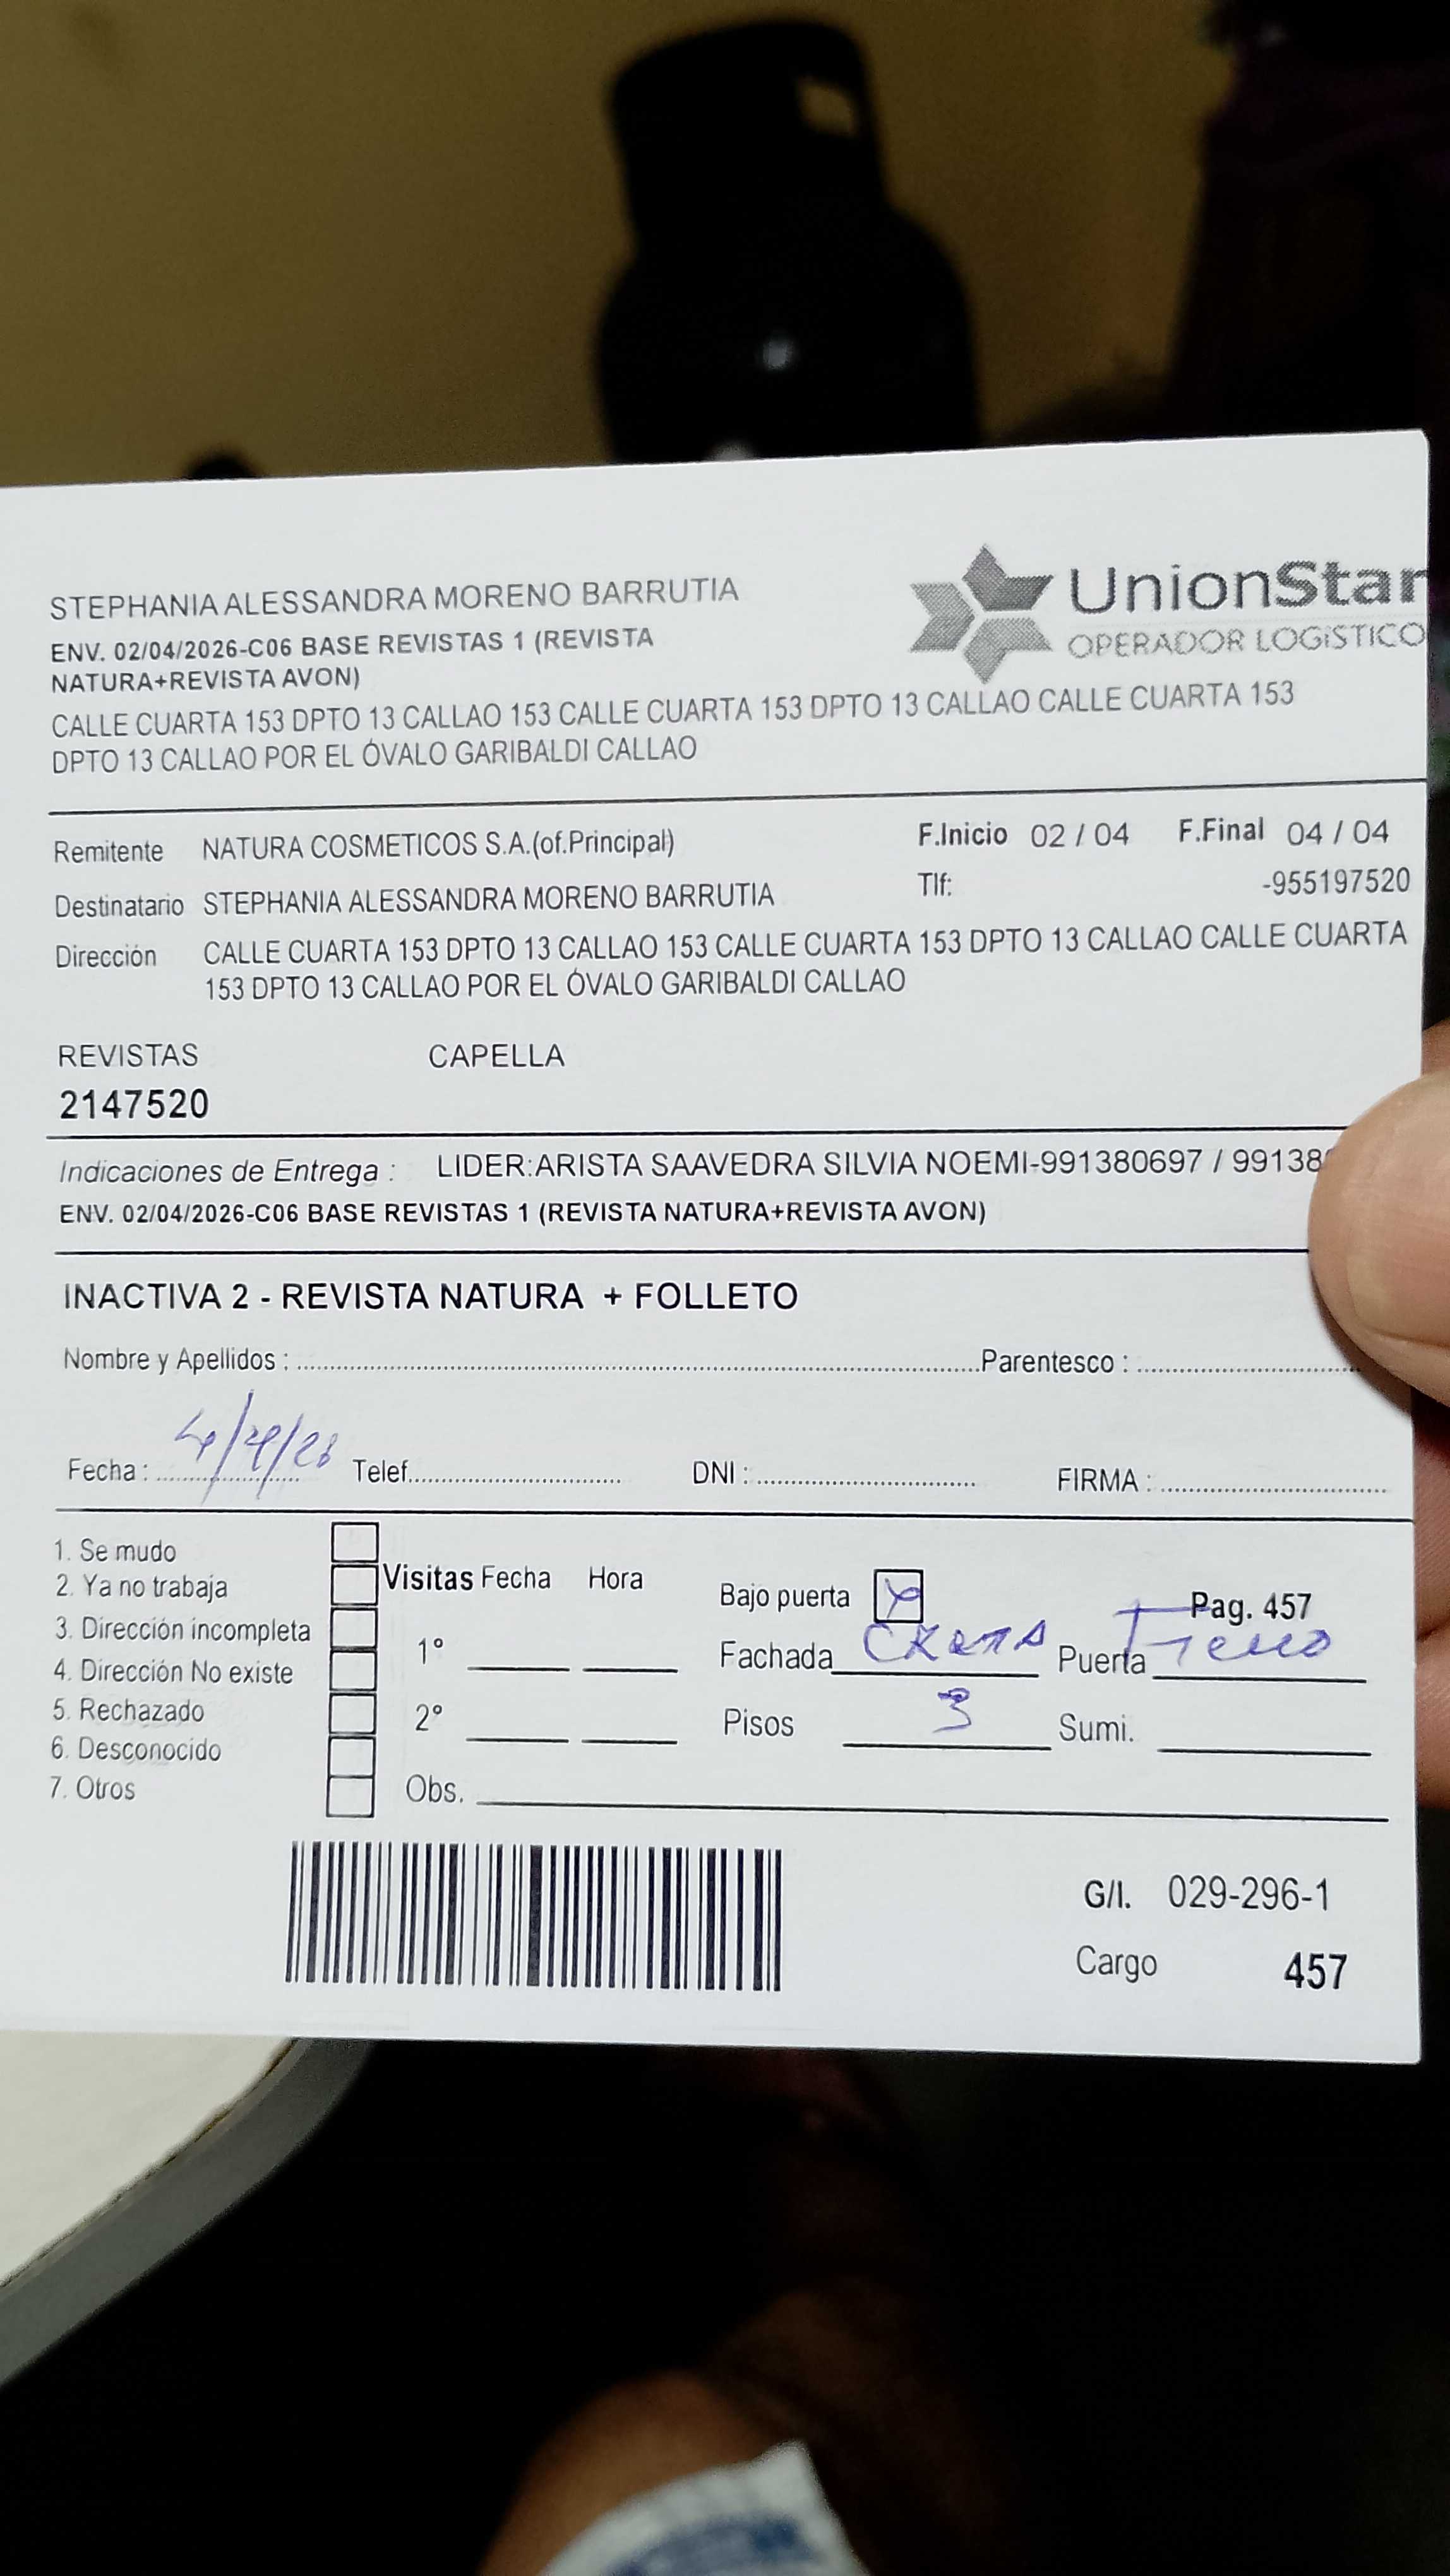 STEPHANIA ALESSANDRA MORENO BARRUTIA
ENV. 02/04/2026-C06 BASE REVISTAS 1 (REVISTA
NATURA+REVISTA AVON)
UnionStar
OPERADOR LOGÍSTICO
CALLE CUARTA 153 DPTO 13 CALLAO 153 CALLE CUARTA 153 DPTO 13 CALLAO CALLE CUARTA 153
DPTO 13 CALLAO POR EL ÓVALO GARIBALDI CALLAO
Remitente NATURA COSMETICOS S.A.(of.Principal) F.Inicio 02 / 04 F.Final 04 / 04
Destinatario STEPHANIA ALESSANDRA MORENO BARRUTIA Tlf: -955197520
Dirección CALLE CUARTA 153 DPTO 13 CALLAO 153 CALLE CUARTA 153 DPTO 13 CALLAO CALLE CUARTA
153 DPTO 13 CALLAO POR EL ÓVALO GARIBALDI CALLAO
REVISTAS CAPELLA
2147520
Indicaciones de Entrega : LIDER:ARISTA SAAVEDRA SILVIA NOEMI-991380697 / 99138
ENV. 02/04/2026-C06 BASE REVISTAS 1 (REVISTA NATURA+REVISTA AVON)
INACTIVA 2 - REVISTA NATURA + FOLLETO
Nombre y Apellidos : Parentesco :
Fecha : 4/4/26 Telef. DNI : FIRMA :
1. Se mudo
2. Ya no trabaja
3. Dirección incompleta
4. Dirección No existe
5. Rechazado
6. Desconocido
7. Otros
Visitas Fecha Hora
1°
2°
Obs.
Bajo puerta X Pag. 457
Fachada Puerta
Pisos 3 Sumi.
G/I. 029-296-1
Cargo 457